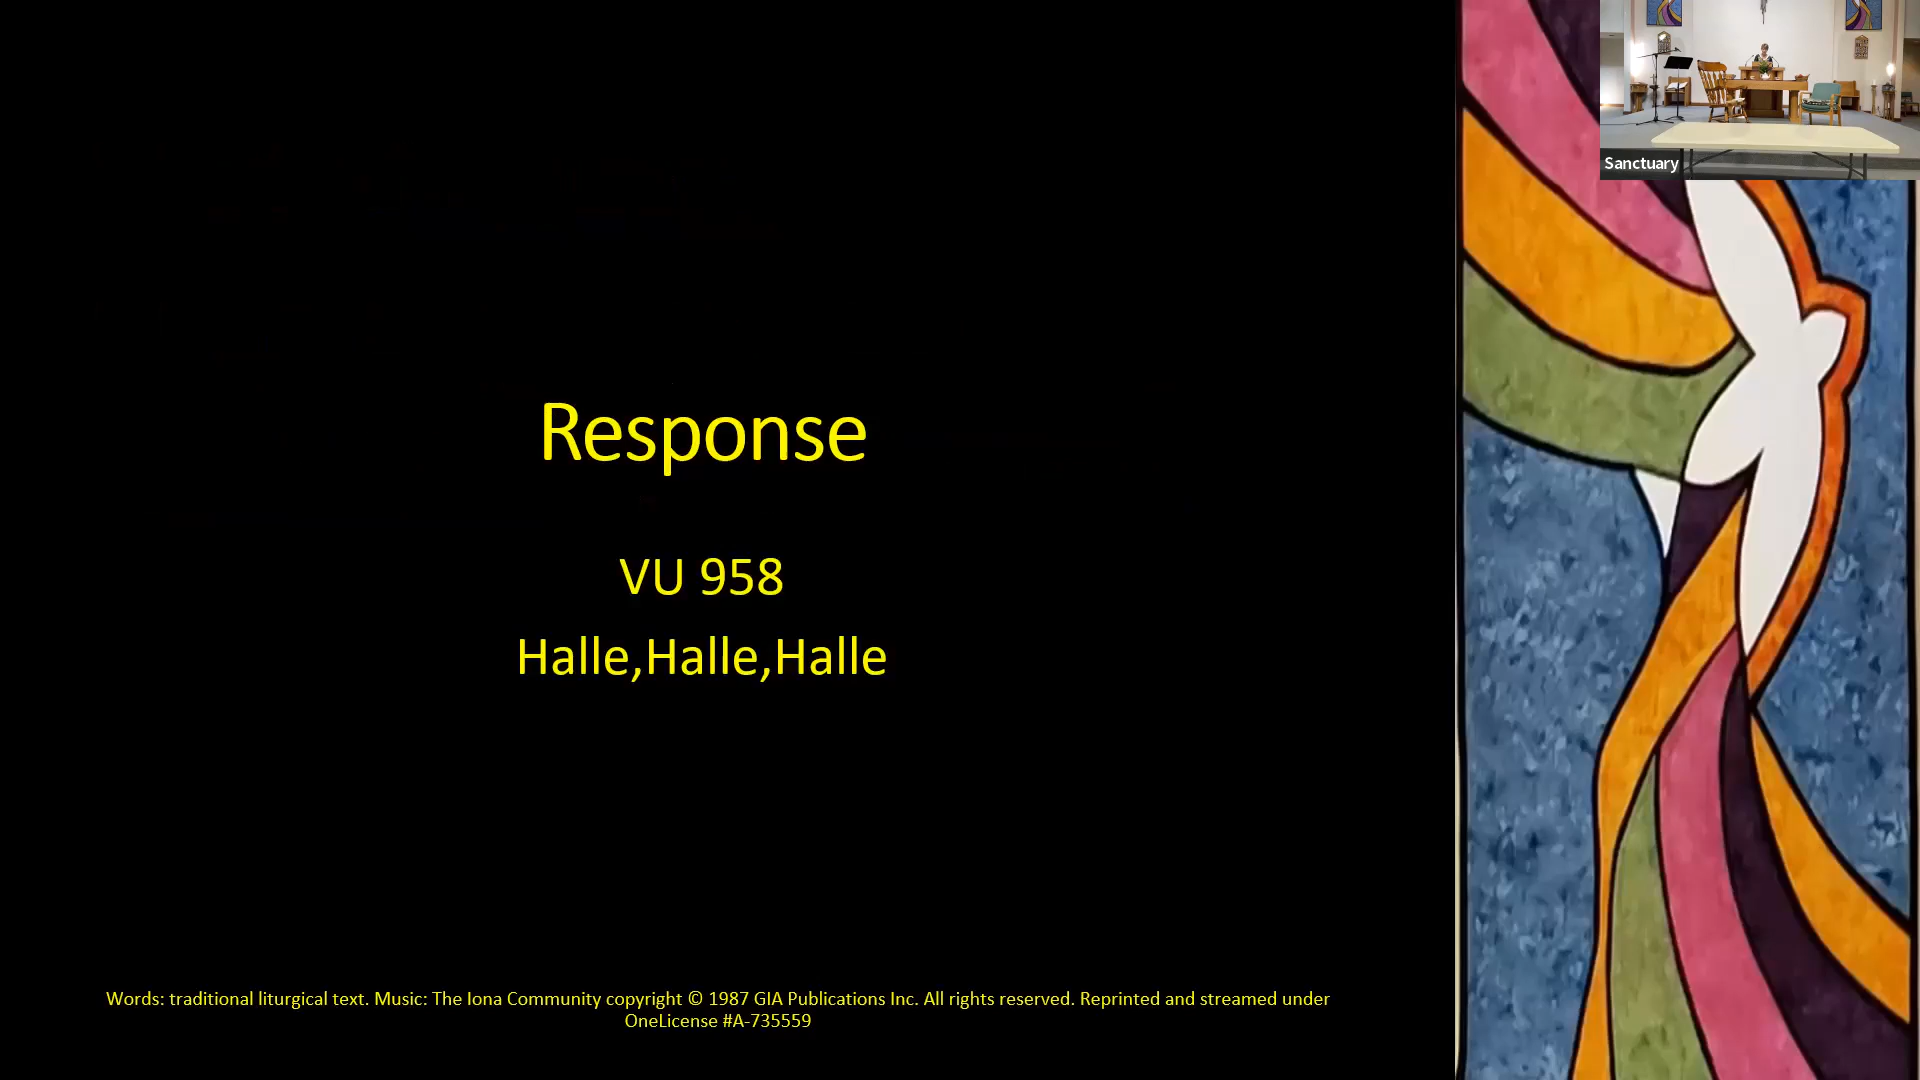 Response
VU 958
Halle,Halle,Halle
Words: traditional liturgical text. Music: The Iona Community copyright © 1987 GIA Publications Inc. All rights reserved. Reprinted and streamed under
OneLicense #A-735559
Sanctuary